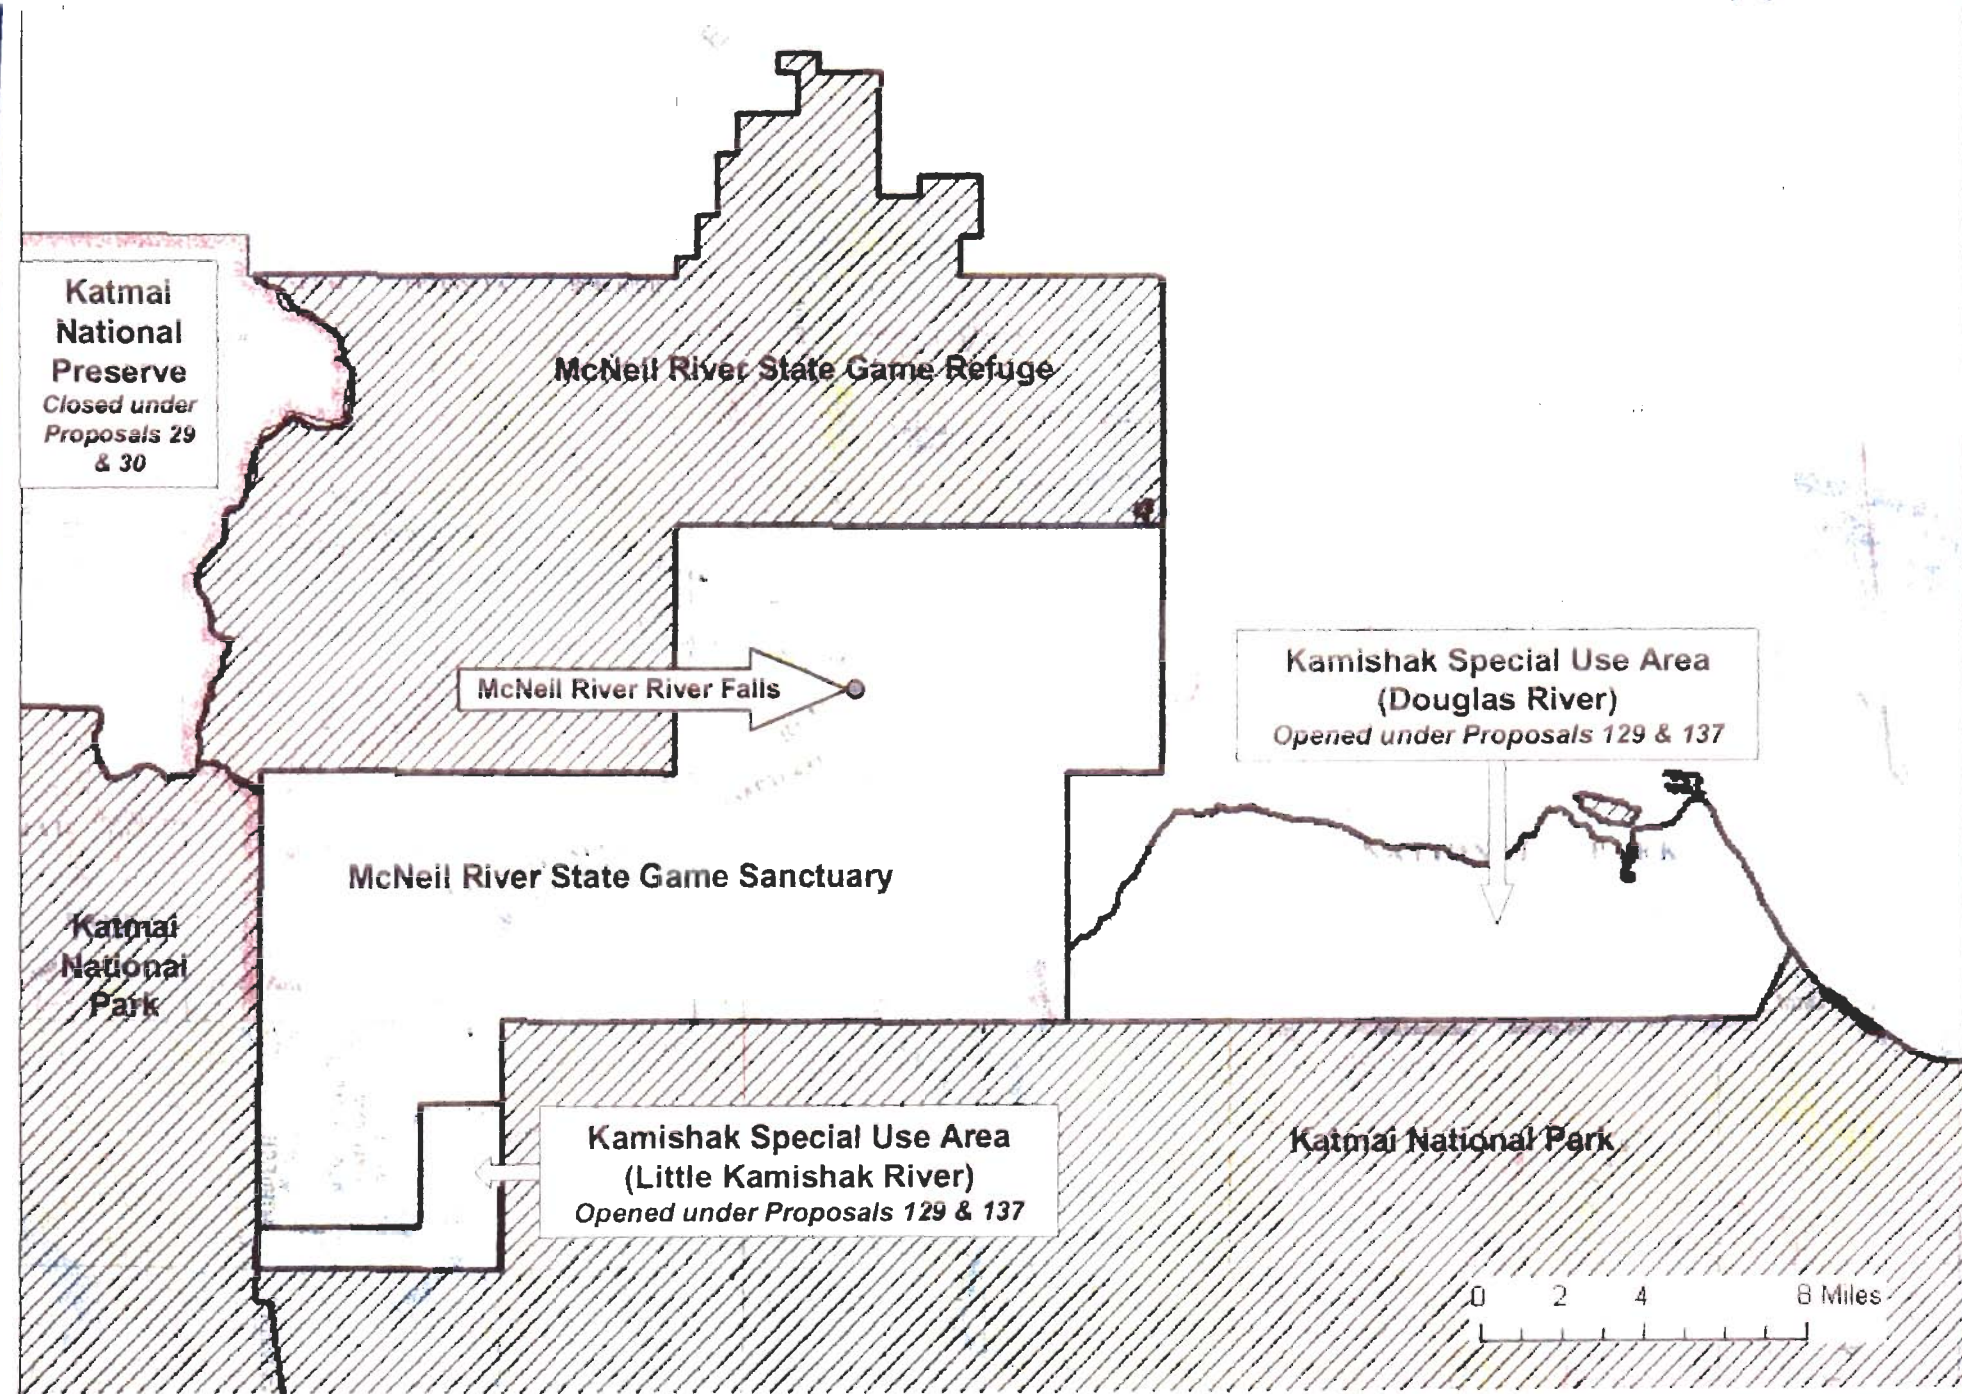 Katmai
National
Preserve
Closed under
Proposals 29
& 30
McNeil River State Game Refuge
McNeil River River Falls
Kamishak Special Use Area
(Douglas River)
Opened under Proposals 129 & 137
McNeil River State Game Sanctuary
Katmai
National
Park
Kamishak Special Use Area
(Little Kamishak River)
Opened under Proposals 129 & 137
Katmai National Park
0 2 4 8 Miles